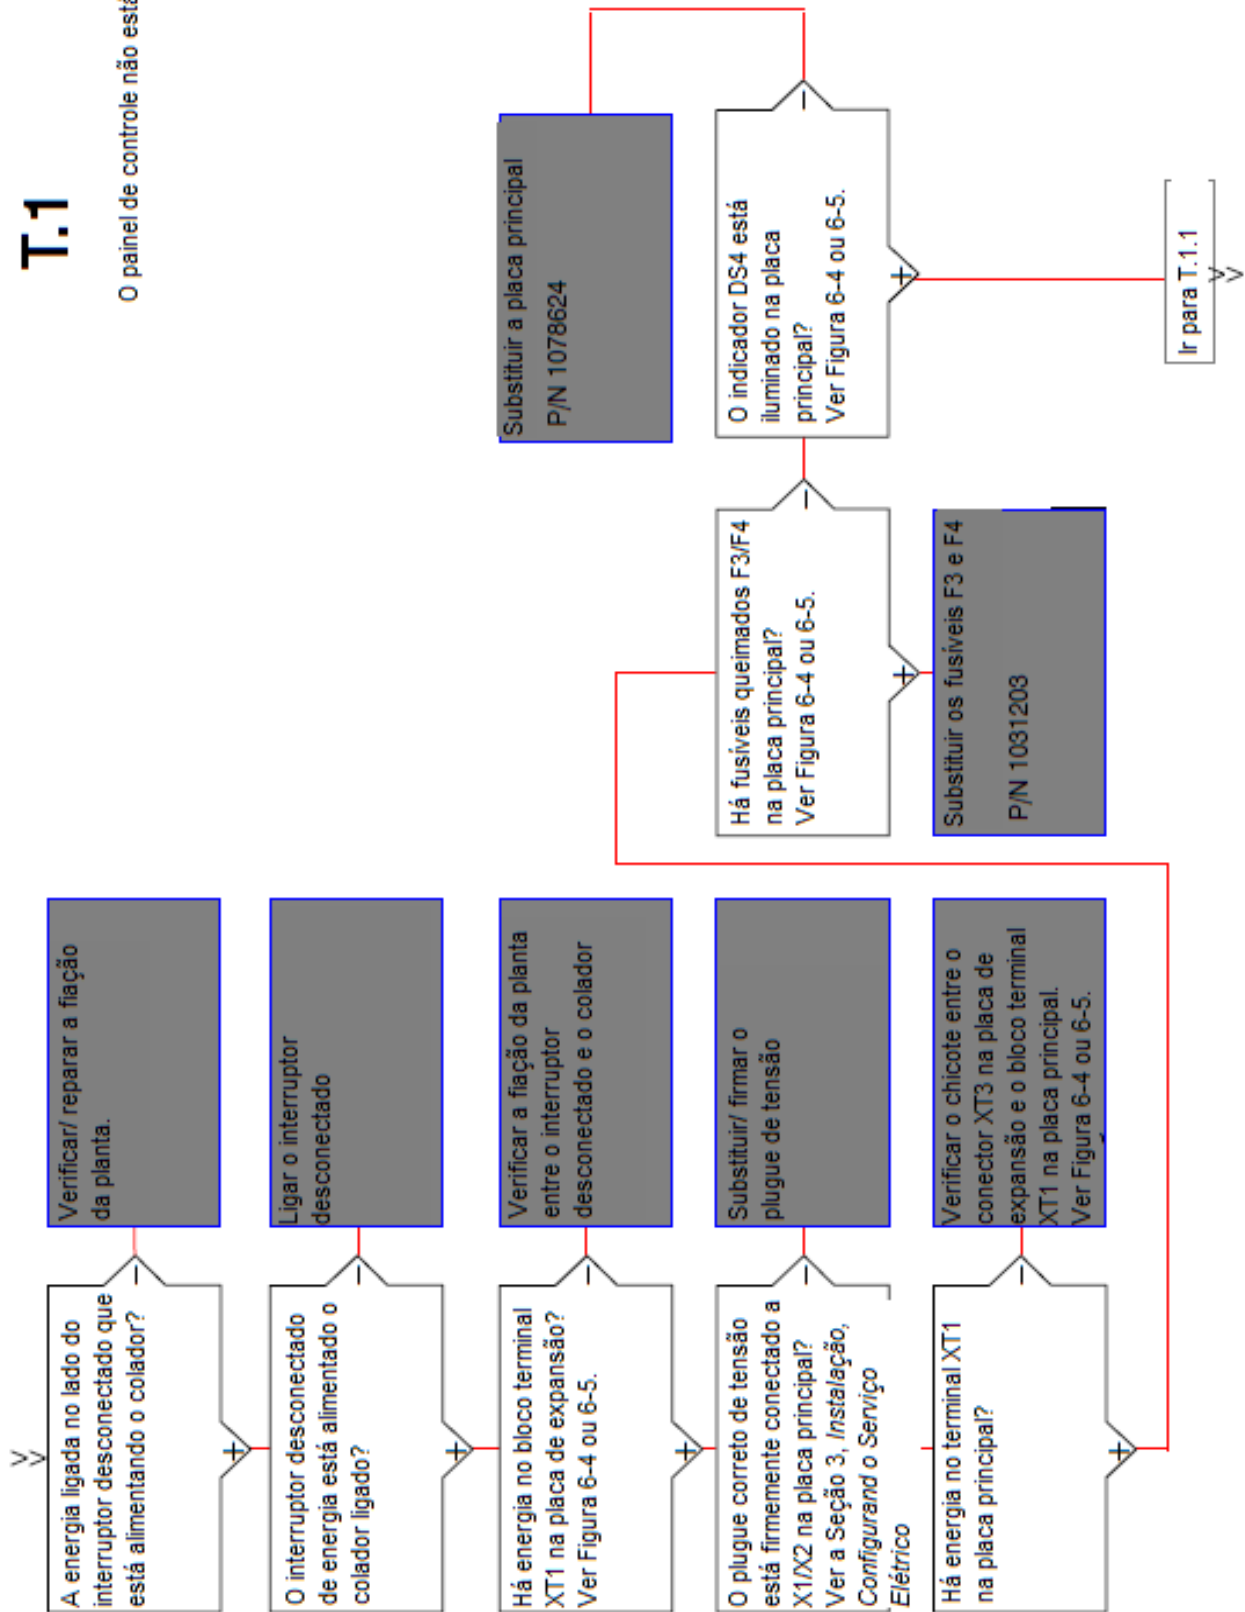 T.1
O painel de controle não está
A energia ligada no lado do
interruptor desconectado que
está alimentando o colador?
−
+
Verificar/ reparar a fiação
da planta.
O interruptor desconectado
de energia está alimentado o
colador ligado?
−
+
Ligar o interruptor
desconectado
Há energia no bloco terminal
XT1 na placa de expansão?
Ver Figura 6-4 ou 6-5.
−
+
Verificar a fiação da planta
entre o interruptor
desconectado e o colador
O plugue correto de tensão
está firmemente conectado a
X1/X2 na placa principal?
Ver a Seção 3, Instalação,
Configurand o Serviço
Elétrico
−
Substituir/ firmar o
plugue de tensão
Há energia no terminal XT1
na placa principal?
−
+
Verificar o chicote entre o
conector XT3 na placa de
expansão e o bloco terminal
XT1 na placa principal.
Ver Figura 6-4 ou 6-5.
Há fusíveis queimados F3/F4
na placa principal?
Ver Figura 6-4 ou 6-5.
−
+
Substituir os fusíveis F3 e F4
P/N 1031203
O indicador DS4 está
iluminado na placa
principal?
Ver Figura 6-4 ou 6-5.
−
+
Substituir a placa principal
P/N 1078624
Ir para T.1.1